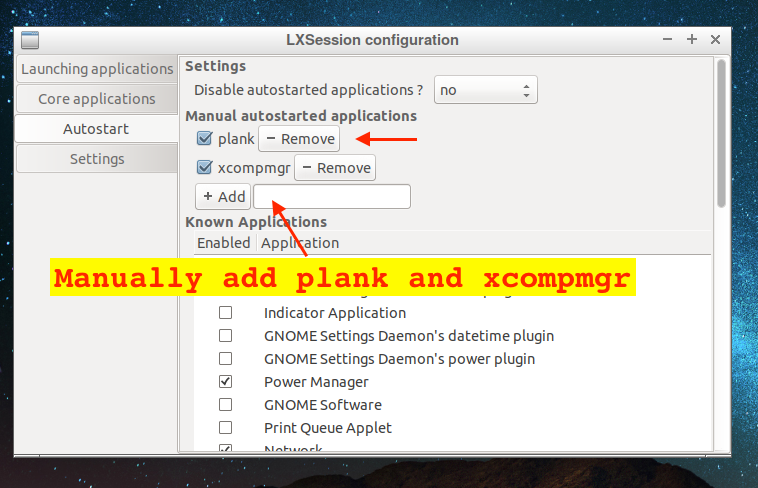 LXSession configuration
Launching applications
Core applications
Autostart
Settings
Settings
Disable autostarted applications ? no
Manual autostarted applications
plank − Remove
xcompmgr − Remove
+ Add
Known Applications
Enabled Application
Manually add plank and xcompmgr
Indicator Application
GNOME Settings Daemon's datetime plugin
GNOME Settings Daemon's power plugin
Power Manager
GNOME Software
Print Queue Applet
Network